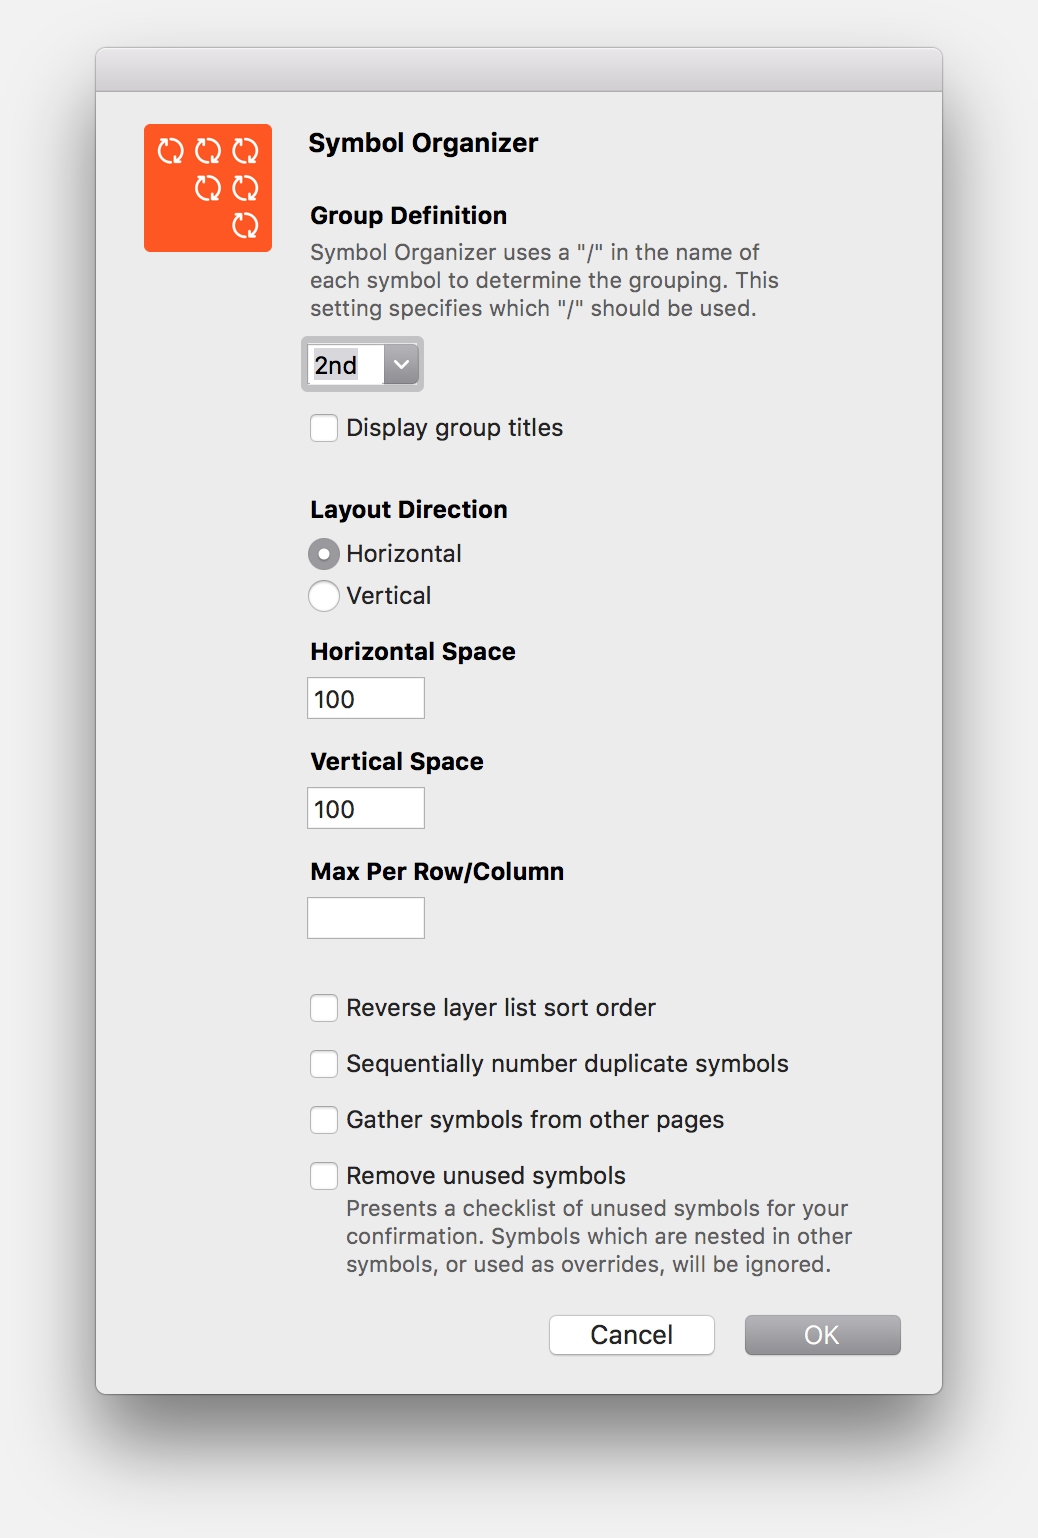 Symbol Organizer
Group Definition
Symbol Organizer uses a "/" in the name of
each symbol to determine the grouping. This
setting specifies which "/" should be used.
2nd
Display group titles
Layout Direction
Horizontal
Vertical
Horizontal Space
100
Vertical Space
100
Max Per Row/Column
Reverse layer list sort order
Sequentially number duplicate symbols
Gather symbols from other pages
Remove unused symbols
Presents a checklist of unused symbols for your
confirmation. Symbols which are nested in other
symbols, or used as overrides, will be ignored.
Cancel
OK